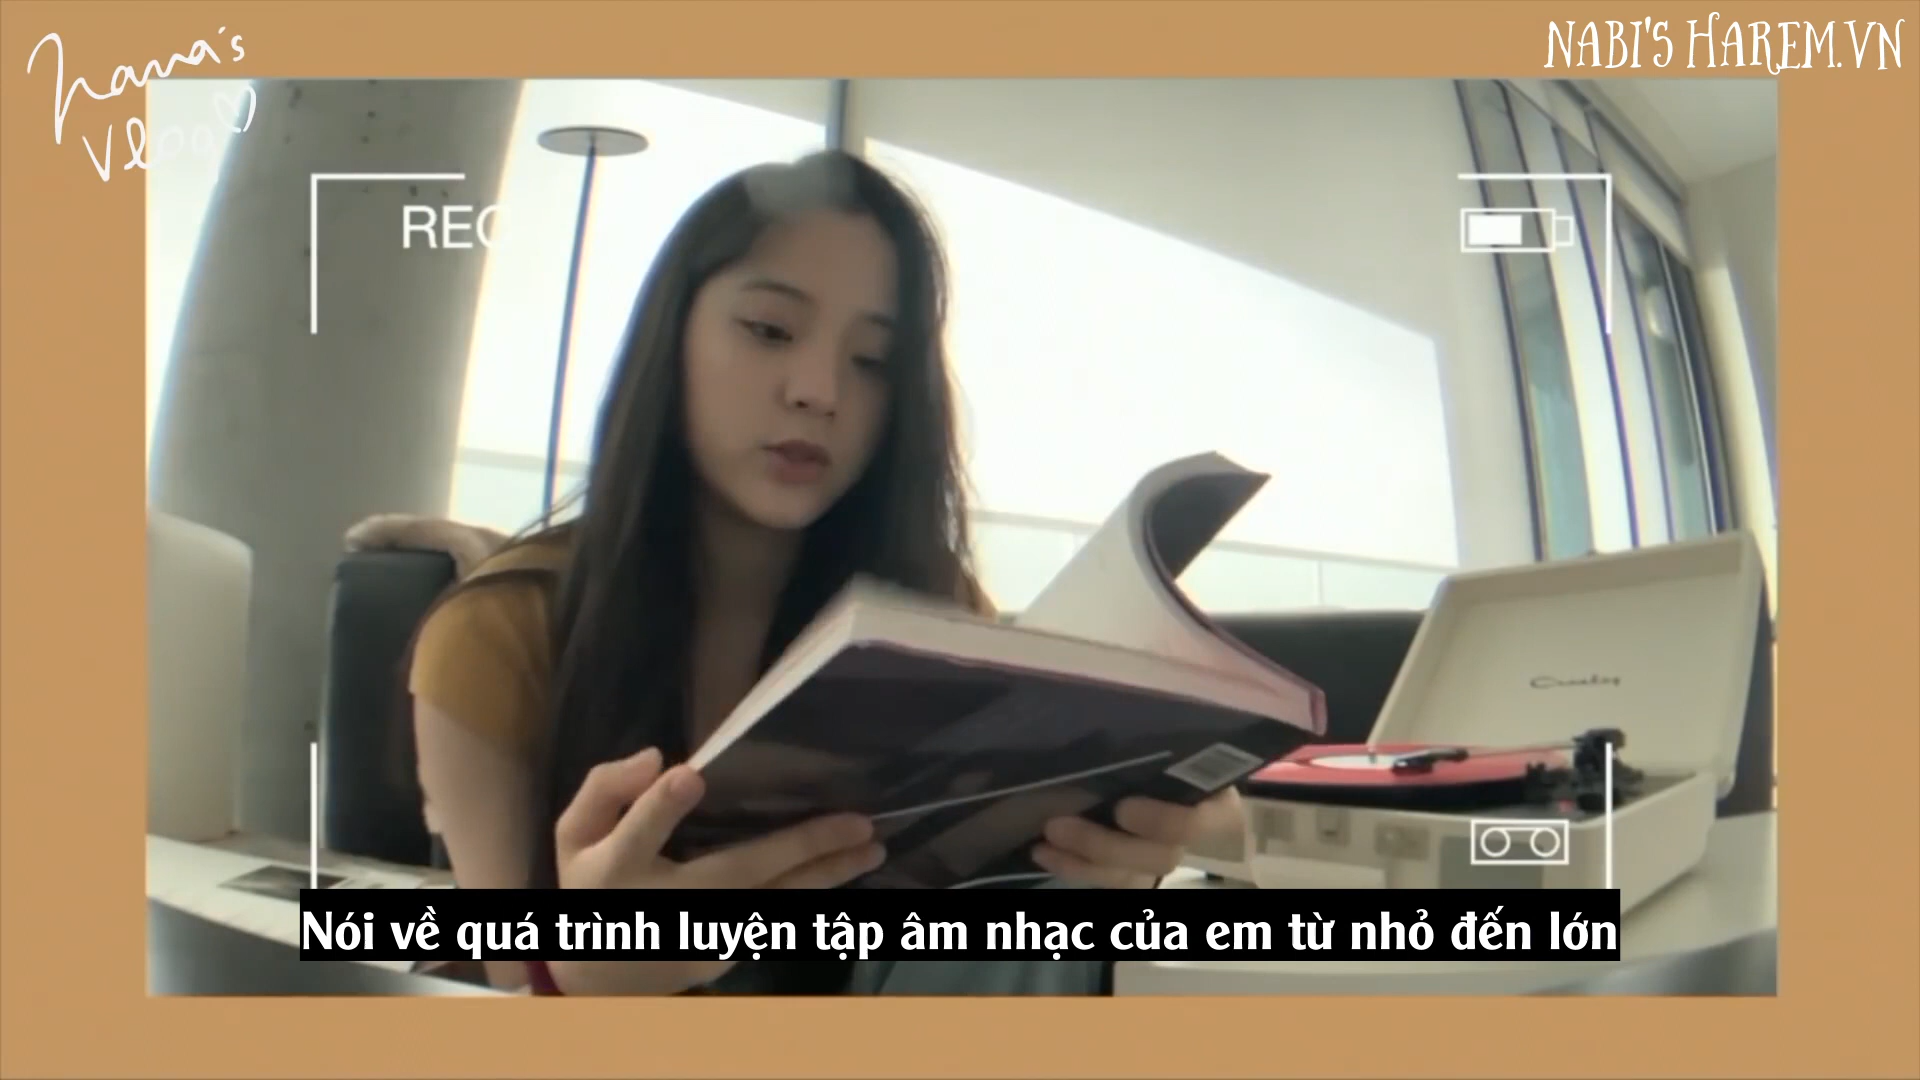 nana's
vlog
NABI'S HAREM.VN
REC
Crosley
Nói về quá trình luyện tập âm nhạc của em từ nhỏ đến lớn